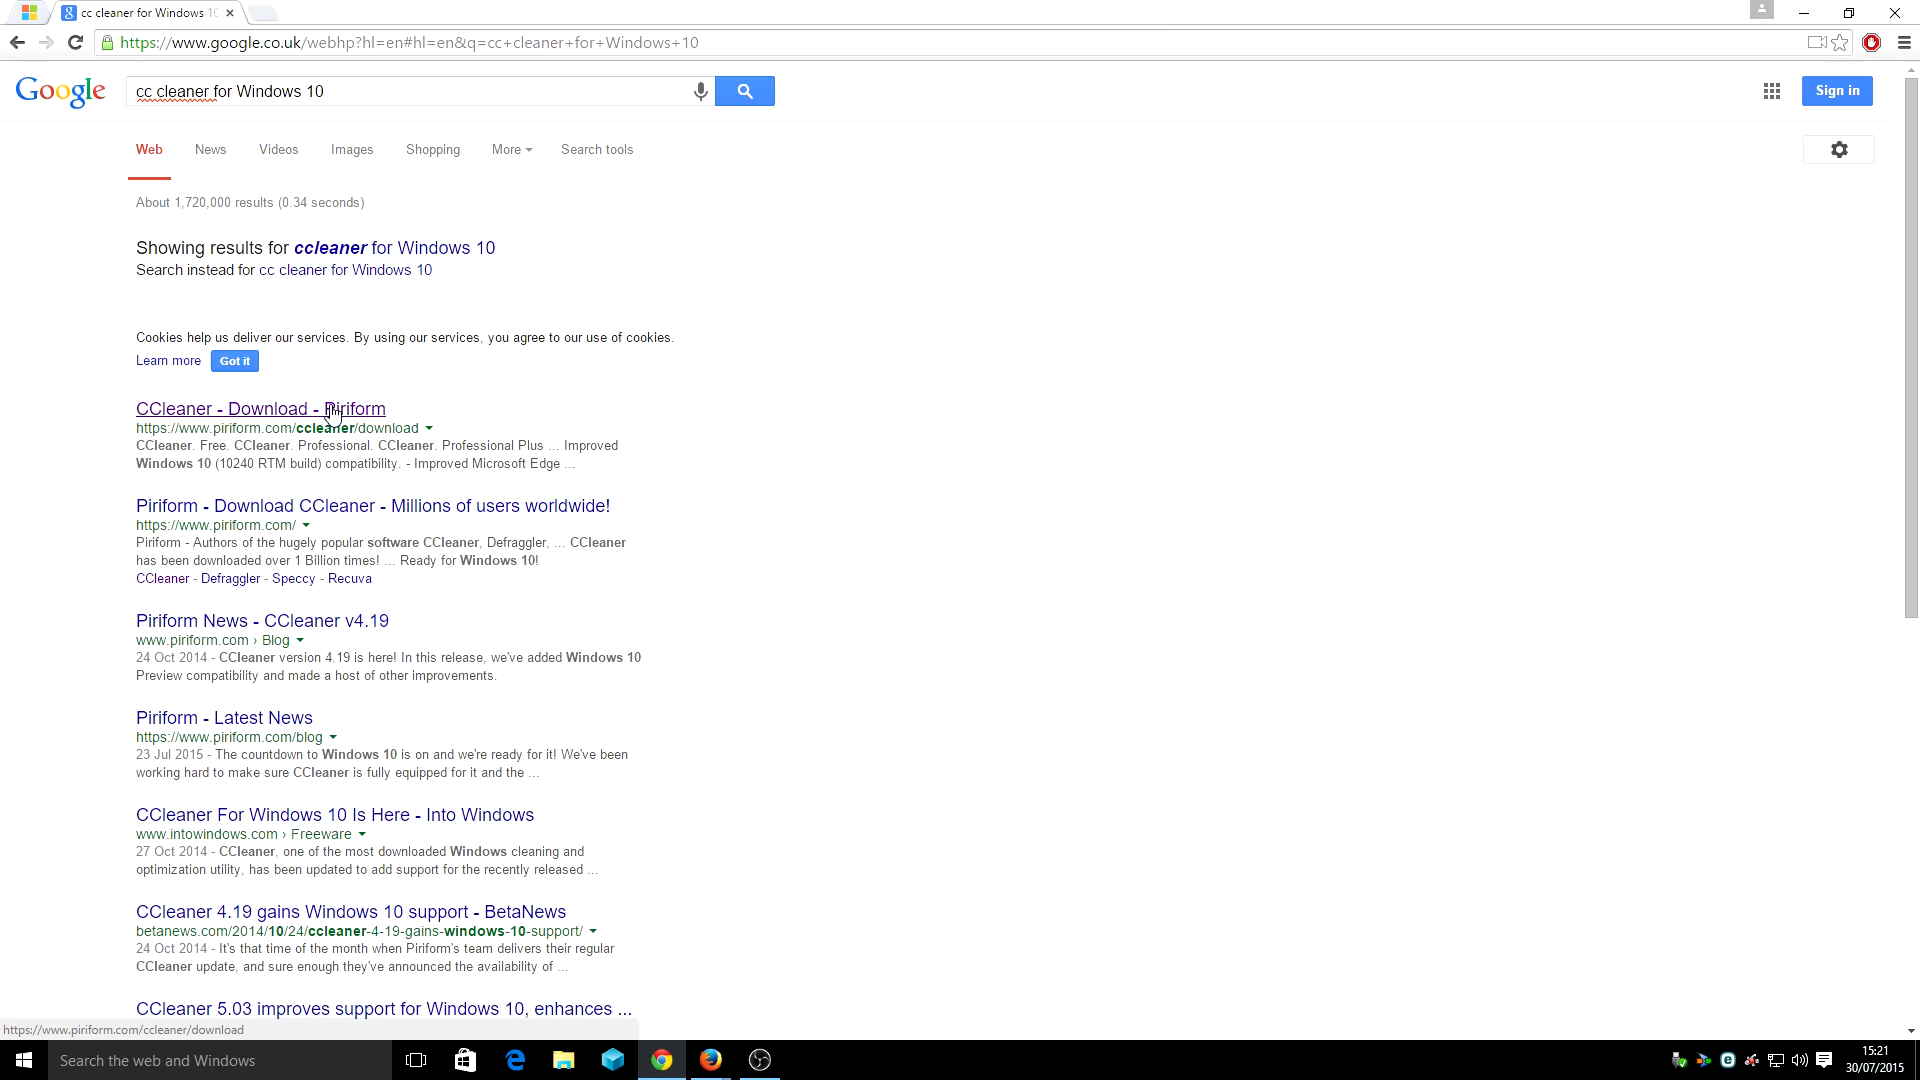 cc cleaner for Windows 10
https://www.google.co.uk/webhp?hl=en#hl=en&q=cc+cleaner+for+Windows+10
Google
cc cleaner for Windows 10
Sign in
Web News Videos Images Shopping More Search tools
About 1,720,000 results (0.34 seconds)
Showing results for ccleaner for Windows 10
Search instead for cc cleaner for Windows 10
Cookies help us deliver our services. By using our services, you agree to our use of cookies.
Learn more Got it
CCleaner - Download - Piriform
https://www.piriform.com/ccleaner/download
CCleaner. Free. CCleaner. Professional. CCleaner. Professional Plus ... Improved
Windows 10 (10240 RTM build) compatibility. - Improved Microsoft Edge ...
Piriform - Download CCleaner - Millions of users worldwide!
https://www.piriform.com/
Piriform - Authors of the hugely popular software CCleaner, Defraggler, ... CCleaner
has been downloaded over 1 Billion times! ... Ready for Windows 10!
CCleaner - Defraggler - Speccy - Recuva
Piriform News - CCleaner v4.19
www.piriform.com › Blog
24 Oct 2014 - CCleaner version 4.19 is here! In this release, we've added Windows 10
Preview compatibility and made a host of other improvements.
Piriform - Latest News
https://www.piriform.com/blog
23 Jul 2015 - The countdown to Windows 10 is on and we're ready for it! We've been
working hard to make sure CCleaner is fully equipped for it and the ...
CCleaner For Windows 10 Is Here - Into Windows
www.intowindows.com › Freeware
27 Oct 2014 - CCleaner, one of the most downloaded Windows cleaning and
optimization utility, has been updated to add support for the recently released ...
CCleaner 4.19 gains Windows 10 support - BetaNews
betanews.com/2014/10/24/ccleaner-4-19-gains-windows-10-support/
24 Oct 2014 - It's that time of the month when Piriform's team delivers their regular
CCleaner update, and sure enough they've announced the availability of ...
CCleaner 5.03 improves support for Windows 10, enhances ...
https://www.piriform.com/ccleaner/download
Search the web and Windows
15:21
30/07/2015